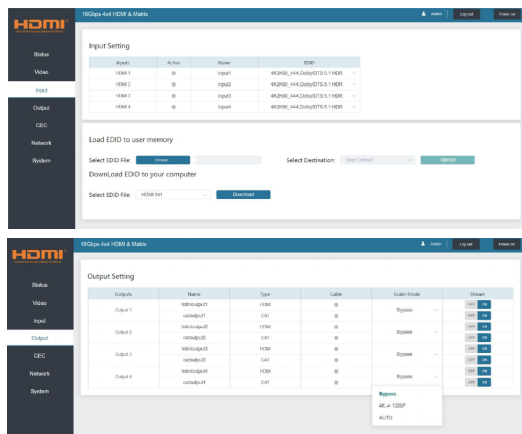 18Gbps 4x4 HDMI & Matrix
Admin
Log out
Power on
HDMI
Status
Video
Input
Output
CEC
Network
System
Input Setting
Inputs Active Name EDID
HDMI 1 Input1 4K2K60_444,Dolby/DTS 5.1 HDR
HDMI 2 Input2 4K2K60_444,Dolby/DTS 5.1 HDR
HDMI 3 Input3 4K2K60_444,Dolby/DTS 5.1 HDR
HDMI 4 Input4 4K2K60_444,Dolby/DTS 5.1 HDR
Load EDID to user memory
Select EDID File: Browse Select Destination: Upload
DownLoad EDID to your computer
Select EDID File: HDMI IN1 Download
18Gbps 4x4 HDMI & Matrix
Admin
Log out
Power on
HDMI
Status
Video
Input
Output
CEC
Network
System
Output Setting
Outputs Name Type Cable Scaler Mode Stream
Output 1 hdmioutput1 HDMI Bypass OFF ON
catoutput1 CAT OFF ON
Output 2 hdmioutput2 HDMI Bypass OFF ON
catoutput2 CAT OFF ON
Output 3 hdmioutput3 HDMI Bypass OFF ON
catoutput3 CAT OFF ON
Output 4 hdmioutput4 HDMI Bypass OFF ON
catoutput4 CAT OFF ON
Bypass
4K ⇌ 1080P
AUTO